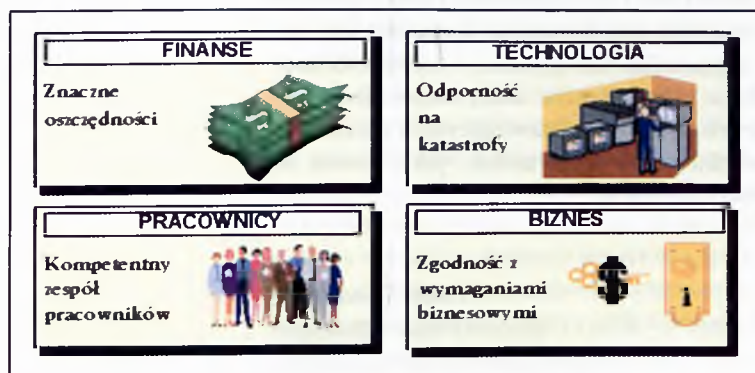 FINANSE
Znaczne
oszczędności
TECHNOLOGIA
Odporność
na
katastrofy
PRACOWNICY
Kompetentny
zespół
pracowników
BIZNES
Zgodność z
wymaganiami
biznesowymi